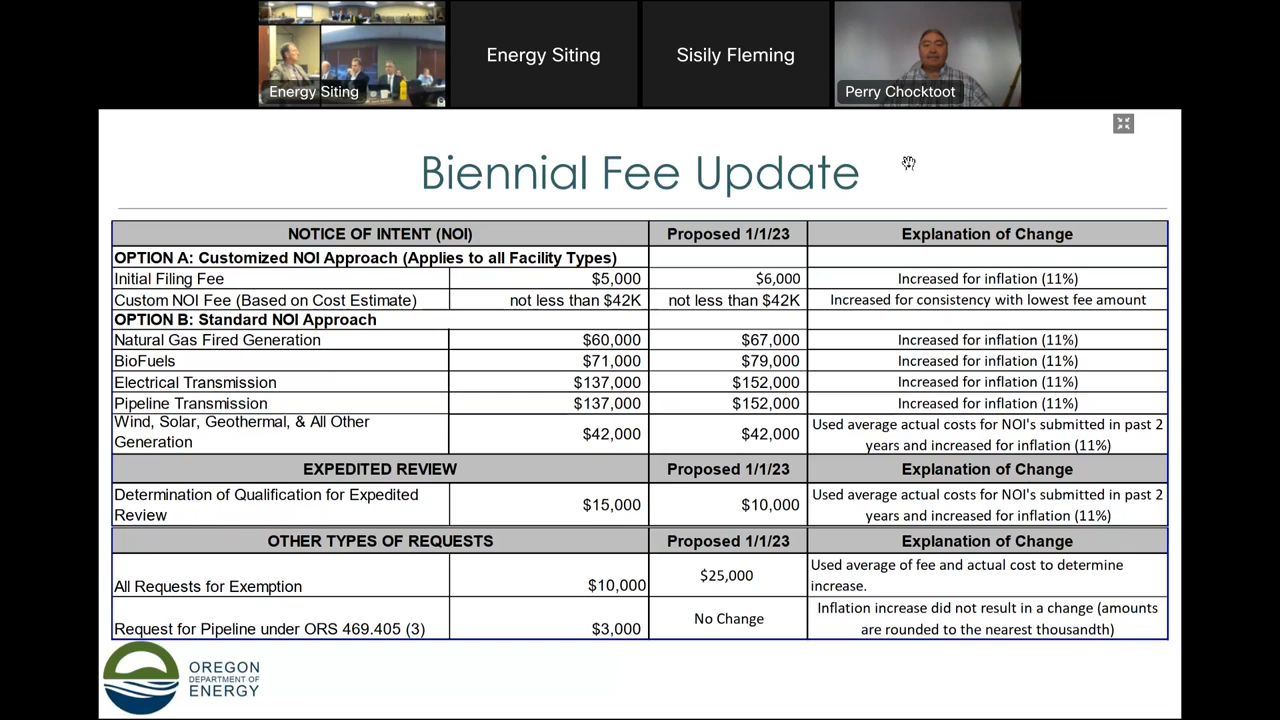 Energy Siting
Energy Siting
Sisily Fleming
Perry Chocktoot
Biennial Fee Update
NOTICE OF INTENT (NOI) Proposed 1/1/23 Explanation of Change
OPTION A: Customized NOI Approach (Applies to all Facility Types)
Initial Filing Fee $5,000 $6,000 Increased for inflation (11%)
Custom NOI Fee (Based on Cost Estimate) not less than $42K not less than $42K Increased for consistency with lowest fee amount
OPTION B: Standard NOI Approach
Natural Gas Fired Generation $60,000 $67,000 Increased for inflation (11%)
BioFuels $71,000 $79,000 Increased for inflation (11%)
Electrical Transmission $137,000 $152,000 Increased for inflation (11%)
Pipeline Transmission $137,000 $152,000 Increased for inflation (11%)
Wind, Solar, Geothermal, & All Other
Generation $42,000 $42,000 Used average actual costs for NOI's submitted in past 2
years and increased for inflation (11%)
EXPEDITED REVIEW Proposed 1/1/23 Explanation of Change
Determination of Qualification for Expedited
Review $15,000 $10,000 Used average actual costs for NOI's submitted in past 2
years and increased for inflation (11%)
OTHER TYPES OF REQUESTS Proposed 1/1/23 Explanation of Change
All Requests for Exemption $10,000 $25,000 Used average of fee and actual cost to determine
increase.
Request for Pipeline under ORS 469.405 (3) $3,000 No Change Inflation increase did not result in a change (amounts
are rounded to the nearest thousandth)
OREGON
DEPARTMENT OF
ENERGY